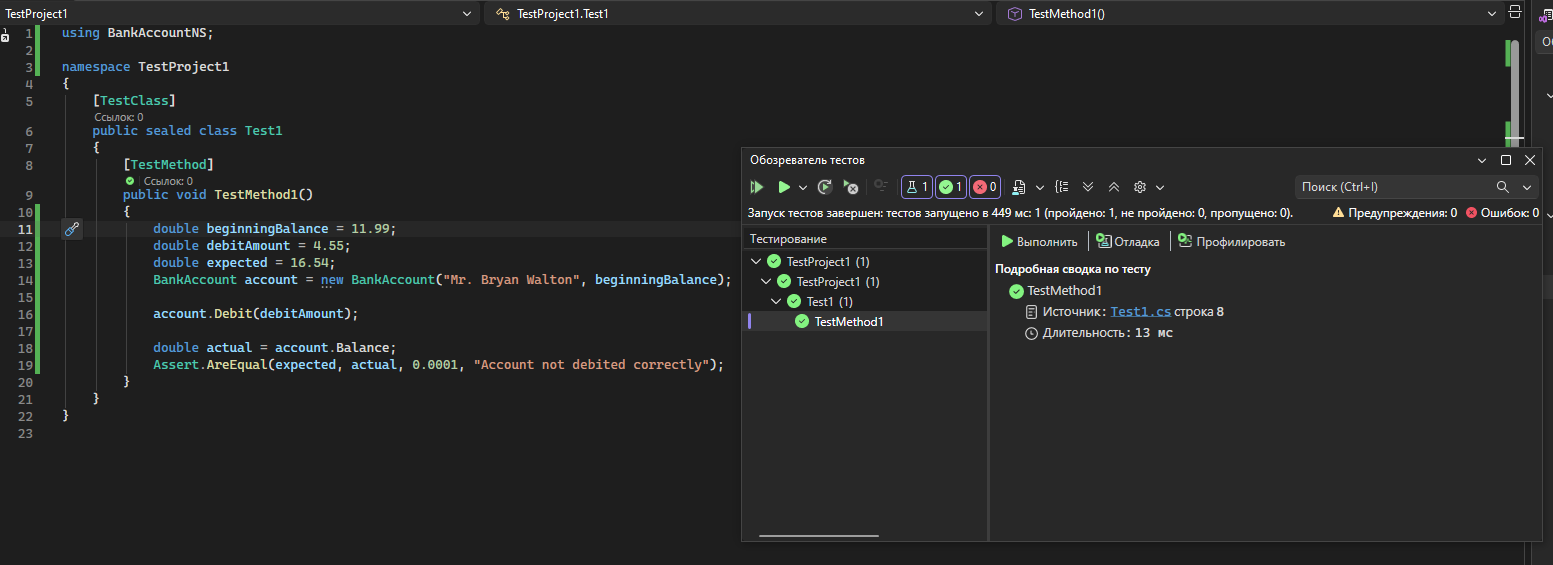 TestProject1
TestProject1.Test1
TestMethod1()
1 using BankAccountNS;
2
3 namespace TestProject1
4 {
5 [TestClass]
Ссылок: 0
6 public sealed class Test1
7 {
8 [TestMethod]
Ссылок: 0
9 public void TestMethod1()
10 {
11 double beginningBalance = 11.99;
12 double debitAmount = 4.55;
13 double expected = 16.54;
14 BankAccount account = new BankAccount("Mr. Bryan Walton", beginningBalance);
15
16 account.Debit(debitAmount);
17
18 double actual = account.Balance;
19 Assert.AreEqual(expected, actual, 0.0001, "Account not debited correctly");
20 }
21 }
22 }
23
Обозреватель тестов
1 1 0
Поиск (Ctrl+I)
Запуск тестов завершен: тестов запущено в 449 мс: 1 (пройдено: 1, не пройдено: 0, пропущено: 0).
Предупреждения: 0
Ошибок: 0
Тестирование
TestProject1 (1)
TestProject1 (1)
Test1 (1)
TestMethod1
Выполнить
Отладка
Профилировать
Подробная сводка по тесту
TestMethod1
Источник: Test1.cs строка 8
Длительность: 13 мс